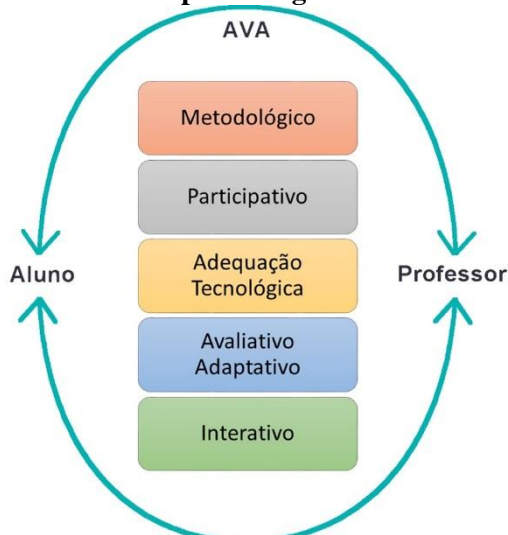 AVA
Metodológico
Participativo
Aluno
Adequação
Tecnológica
Professor
Avaliativo
Adaptativo
Interativo